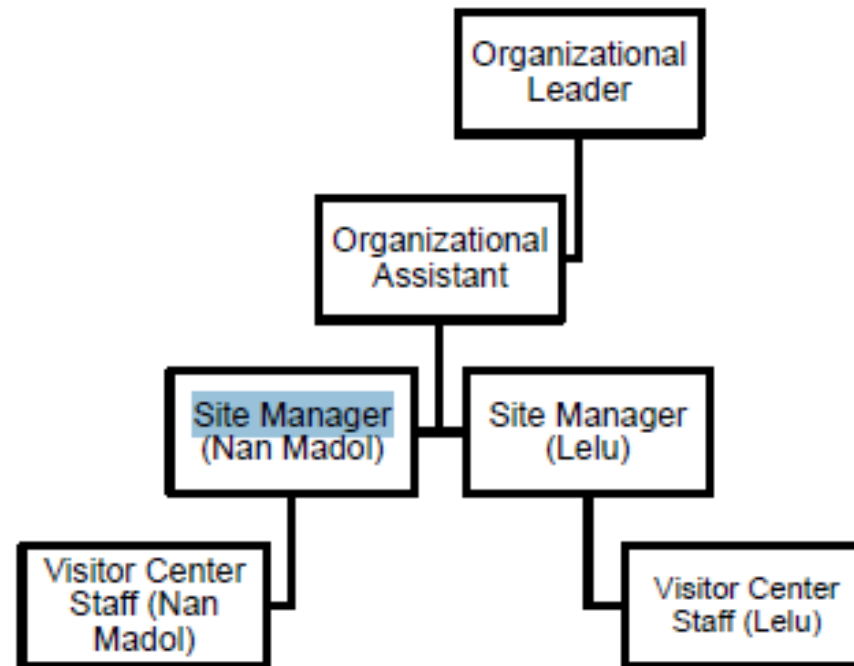 Organizational
Leader
Organizational
Assistant
Site Manager
(Nan Madol)
Site Manager
(Lelu)
Visitor Center
Staff (Nan
Madol)
Visitor Center
Staff (Lelu)